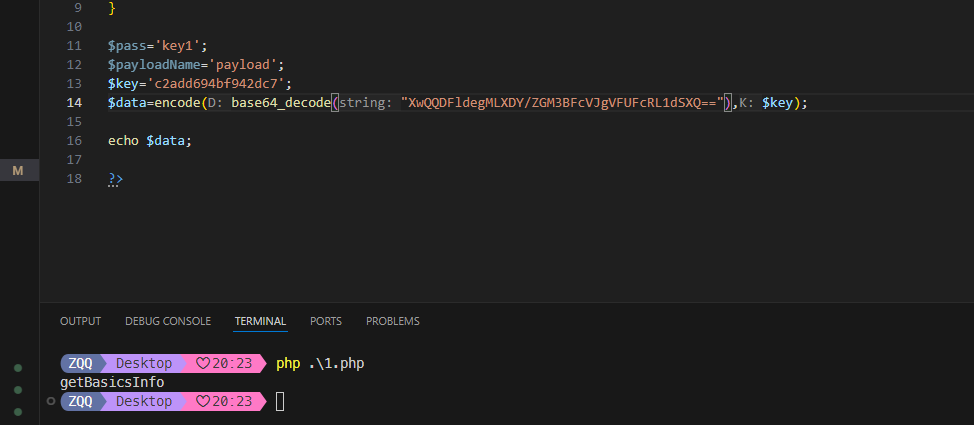 9 }
10
11 $pass='key1';
12 $payloadName='payload';
13 $key='c2add694bf942dc7';
14 $data=encode(D: base64_decode(string: "XwQQDFldegMLXDY/ZGM3BFcVJgVFUFcRL1dSXQ=="),K: $key);
15
16 echo $data;
17
M
18 ?>
OUTPUT DEBUG CONSOLE TERMINAL PORTS PROBLEMS
ZQQ Desktop ♡20:23 php .\1.php
getBasicsInfo
ZQQ Desktop ♡20:23